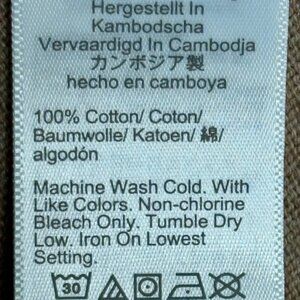 Hergestellt In
Kambodscha
Vervaardigd In Cambodja
カンボジア製
hecho en camboya
100% Cotton/ Coton/
Baumwolle/ Katoen/ 綿/
algodón
Machine Wash Cold. With
Like Colors. Non-chlorine
Bleach Only. Tumble Dry
Low. Iron On Lowest
Setting.
30